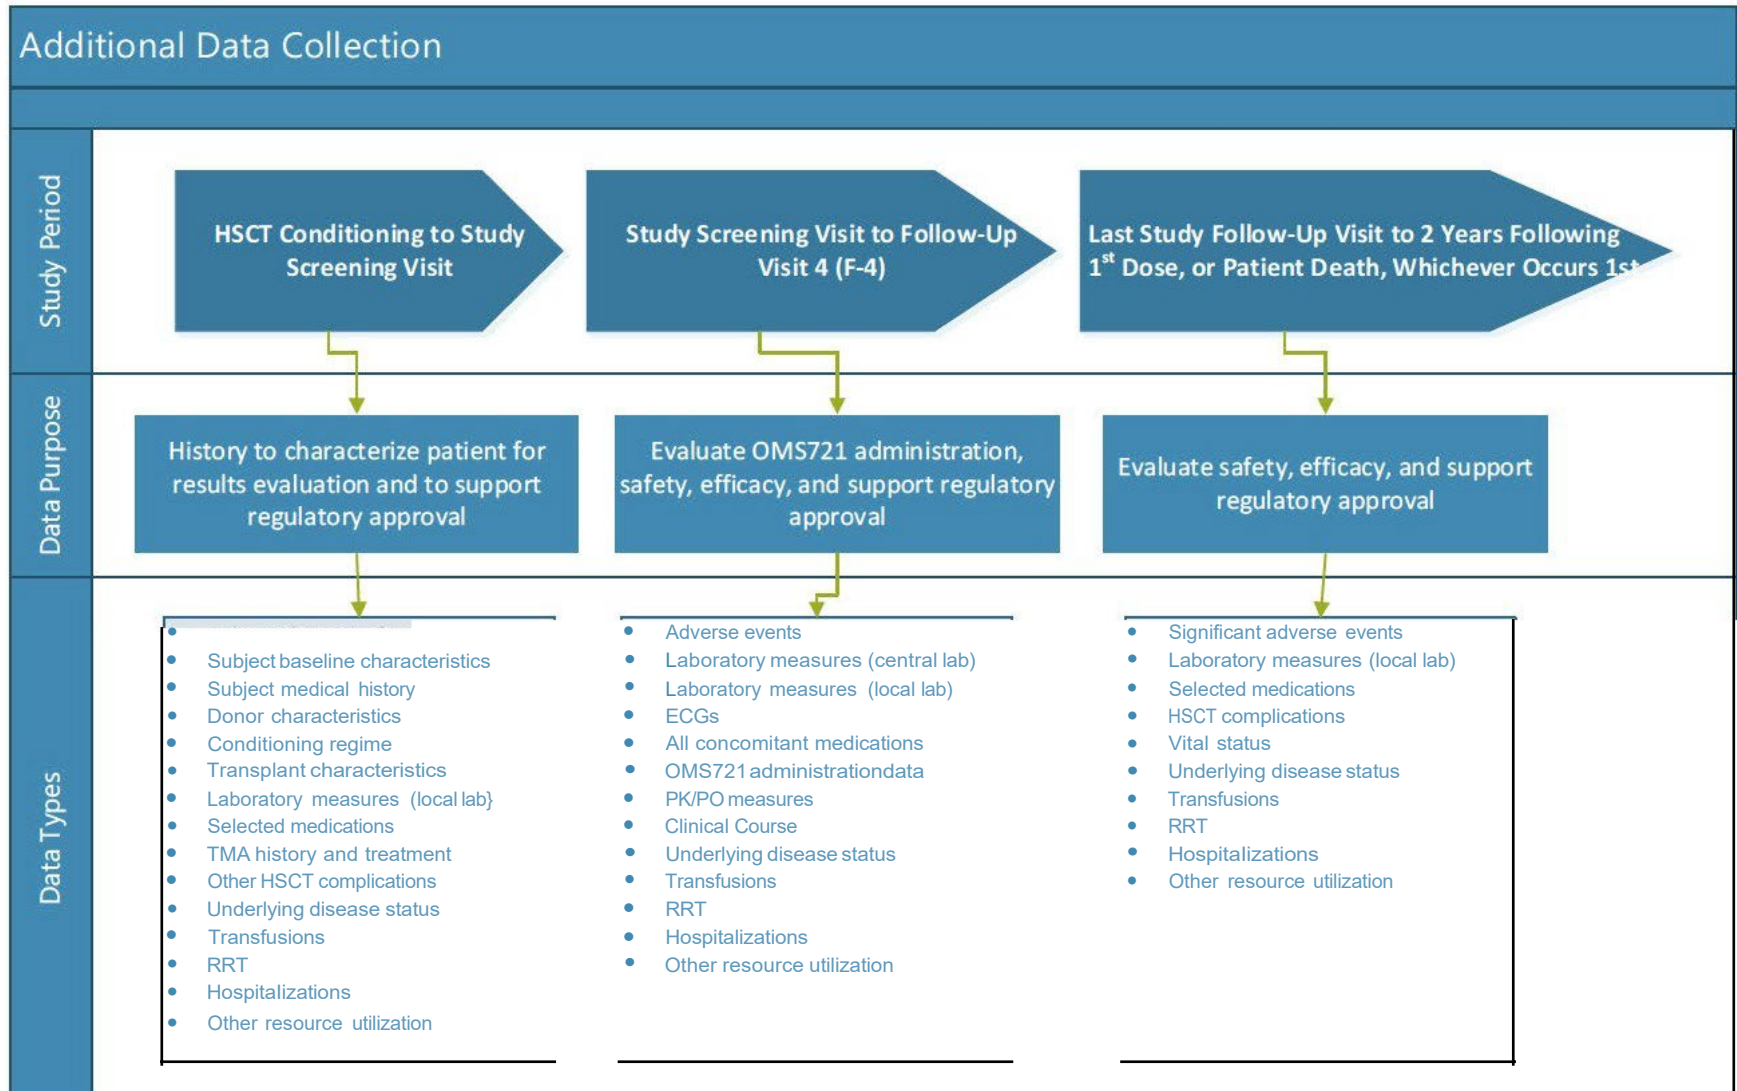 Additional Data Collection
Study Period
HSCT Conditioning to Study
Screening Visit
Study Screening Visit to Follow-Up
Visit 4 (F-4)
Last Study Follow-Up Visit to 2 Years Following
1st Dose, or Patient Death, Whichever Occurs 1st
Data Purpose
History to characterize patient for
results evaluation and to support
regulatory approval
Evaluate OMS721 administration,
safety, efficacy, and support regulatory
approval
Evaluate safety, efficacy, and support
regulatory approval
Data Types
•
• Subject baseline characteristics
• Subject medical history
• Donor characteristics
• Conditioning regime
• Transplant characteristics
• Laboratory measures (local lab}
• Selected medications
• TMA history and treatment
• Other HSCT complications
• Underlying disease status
• Transfusions
• RRT
• Hospitalizations
• Other resource utilization
• Adverse events
• Laboratory measures (central lab)
• Laboratory measures (local lab)
• ECGs
• All concomitant medications
• OMS721 administrationdata
• PK/PO measures
• Clinical Course
• Underlying disease status
• Transfusions
• RRT
• Hospitalizations
• Other resource utilization
• Significant adverse events
• Laboratory measures (local lab)
• Selected medications
• HSCT complications
• Vital status
• Underlying disease status
• Transfusions
• RRT
• Hospitalizations
• Other resource utilization